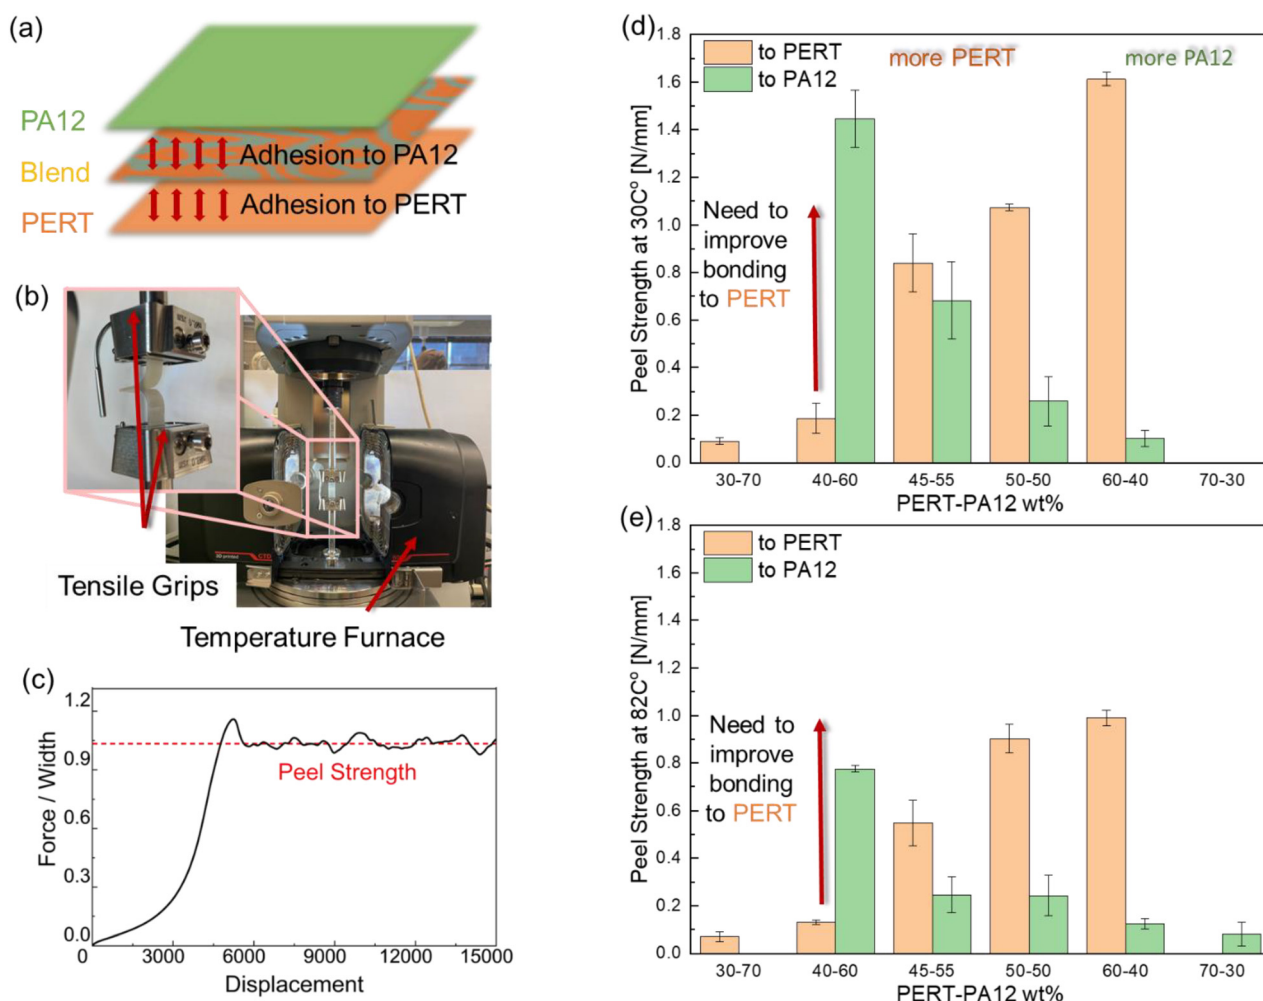 (a)
PA12
Blend
PERT
Adhesion to PA12
Adhesion to PERT
(b)
Tensile Grips
Temperature Furnace
(c)
Force / Width
1.2
0.9
0.6
0.3
0.0
Peel Strength
0 3000 6000 9000 12000 15000
Displacement
(d)
Peel Strength at 30Cº [N/mm]
1.8
1.6
1.4
1.2
1.0
0.8
0.6
0.4
0.2
0.0
to PERT
to PA12
more PERT
more PA12
Need to
improve
bonding
to PERT
30-70 40-60 45-55 50-50 60-40 70-30
PERT-PA12 wt%
(e)
Peel Strength at 82Cº [N/mm]
1.8
1.6
1.4
1.2
1.0
0.8
0.6
0.4
0.2
0.0
to PERT
to PA12
Need to
improve
bonding
to PERT
30-70 40-60 45-55 50-50 60-40 70-30
PERT-PA12 wt%